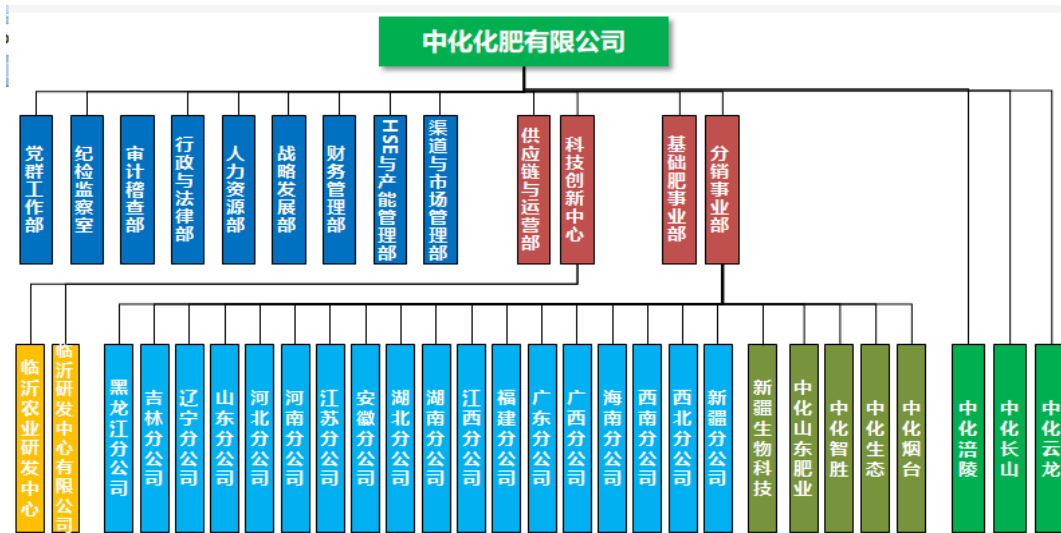 中化化肥有限公司
党群工作部
纪检监察室
审计稽查部
行政与法律部
人力资源部
战略发展部
财务管理部
HSE与产能管理部
渠道与市场管理部
供应链与运营部
科技创新中心
基础肥事业部
分销事业部
临沂农业研发中心
临沂研发中心有限公司
黑龙江分公司
吉林分公司
辽宁分公司
山东分公司
河北分公司
河南分公司
江苏分公司
安徽分公司
湖北分公司
湖南分公司
江西分公司
福建分公司
广东分公司
广西分公司
海南分公司
西南分公司
西北分公司
新疆分公司
新疆生物科技
中化山东肥业
中化智胜
中化生态
中化烟台
中化涪陵
中化长山
中化云龙